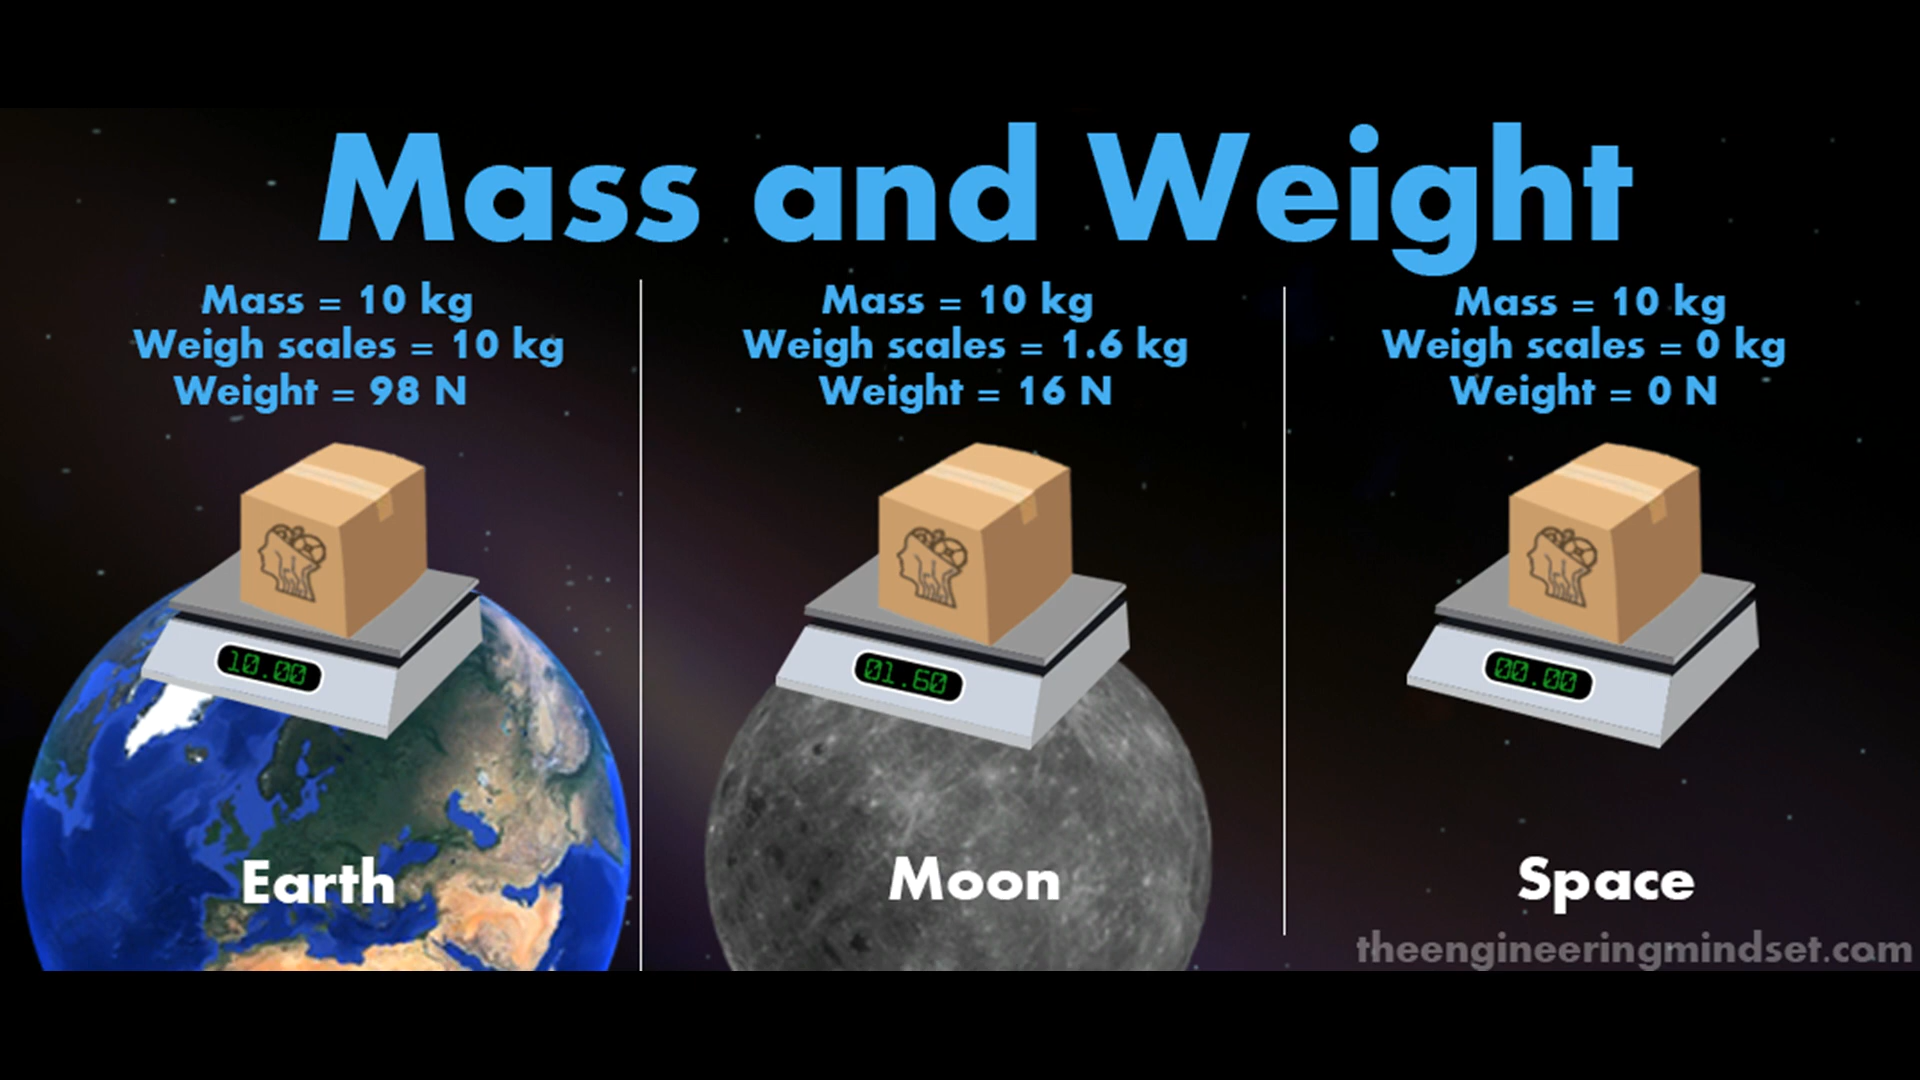 Mass and Weight
Mass = 10 kg
Weigh scales = 10 kg
Weight = 98 N
10.00
Earth
Mass = 10 kg
Weigh scales = 1.6 kg
Weight = 16 N
01.60
Moon
Mass = 10 kg
Weigh scales = 0 kg
Weight = 0 N
00.00
Space
theengineeringmindset.com